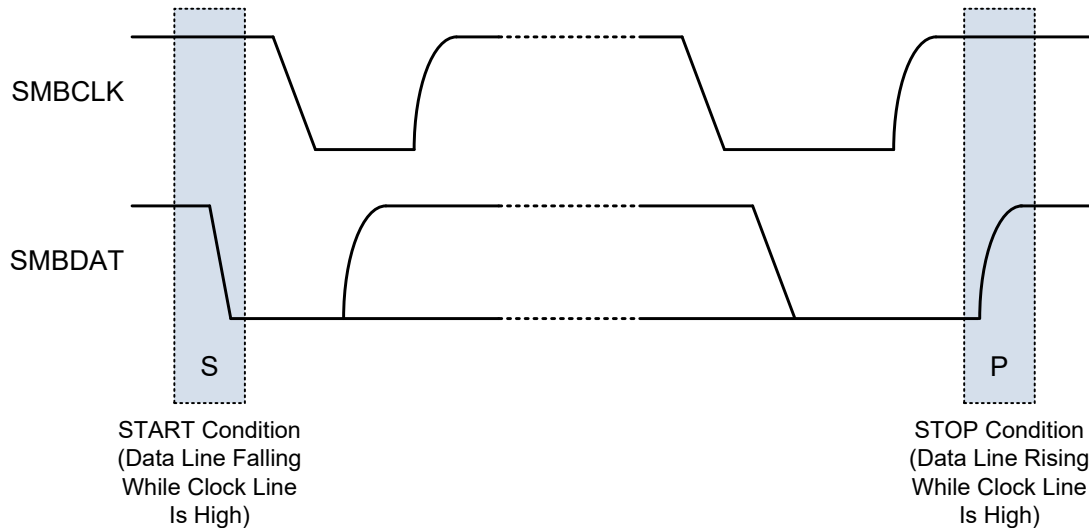 SMBCLK
SMBDAT
S
P
START Condition
(Data Line Falling
While Clock Line
Is High)
STOP Condition
(Data Line Rising
While Clock Line
Is High)